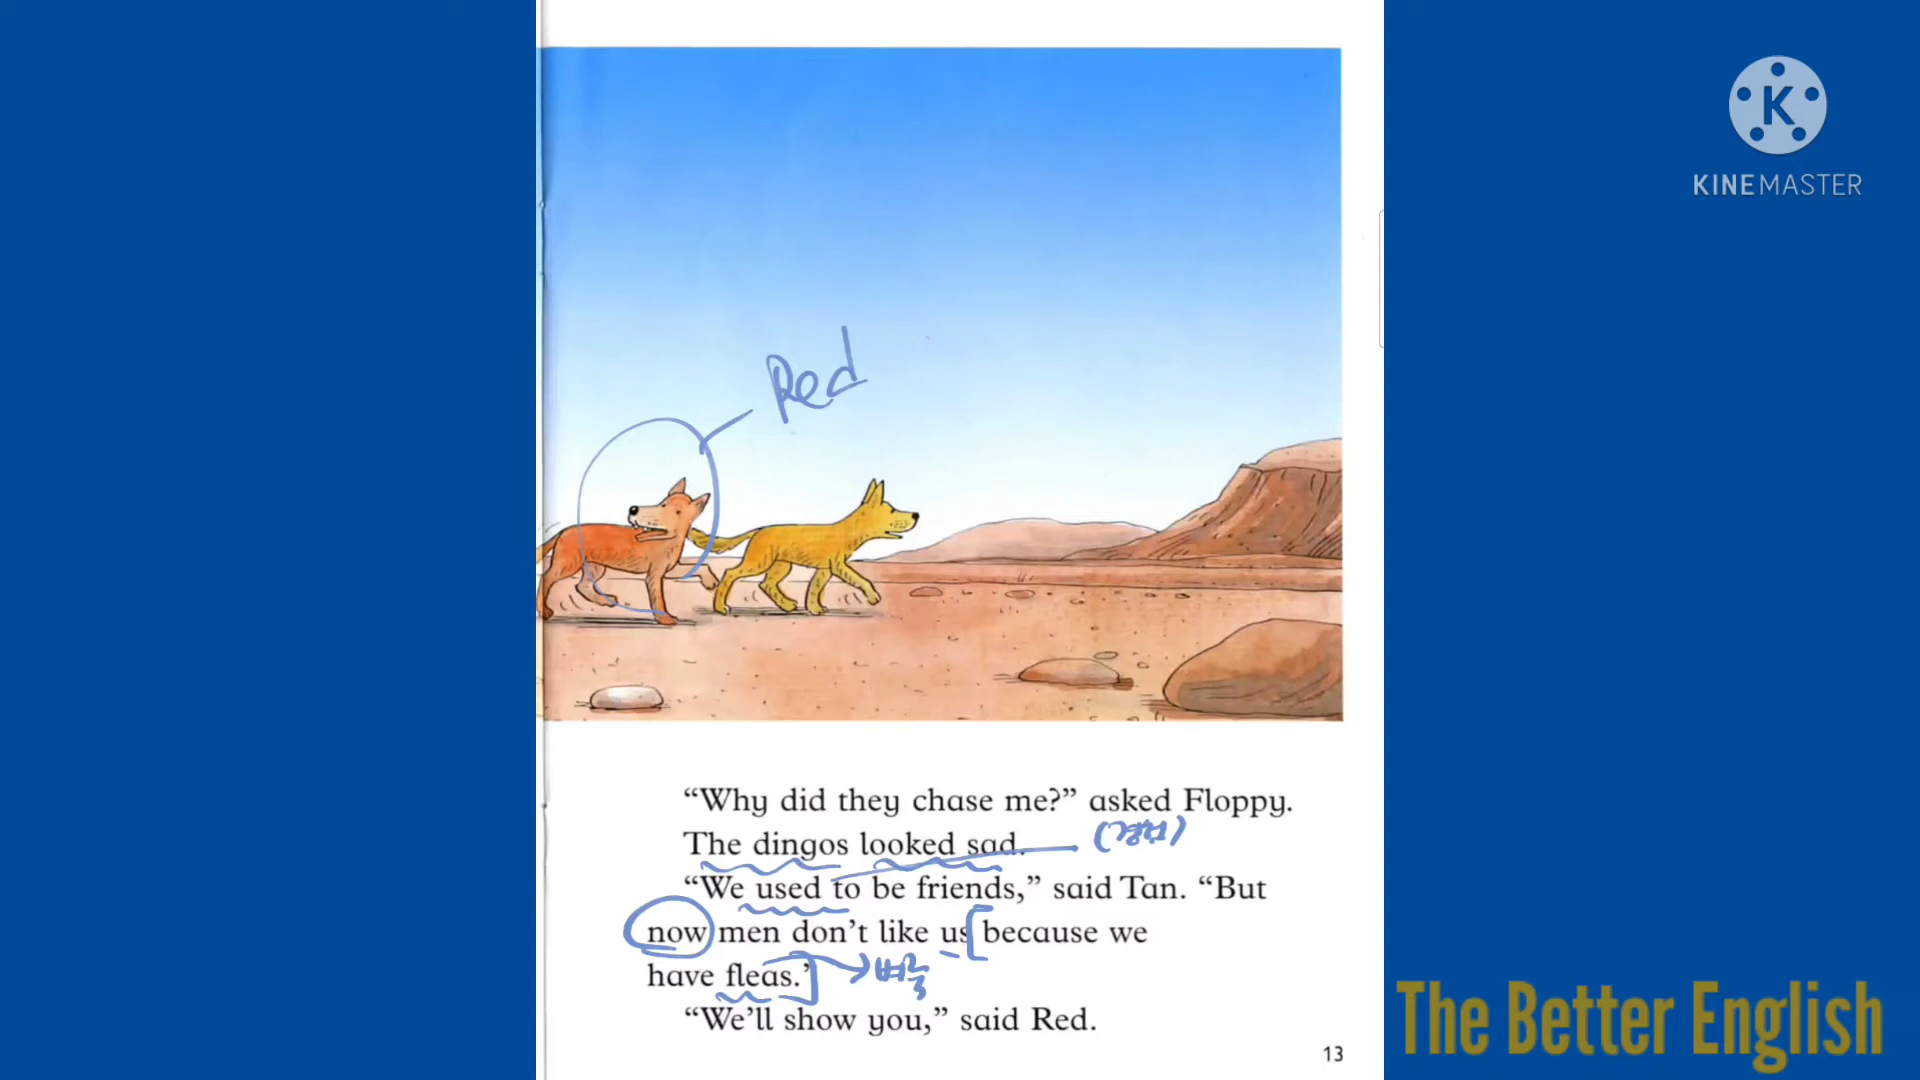 KINEMASTER
Red
“Why did they chase me?” asked Floppy.
The dingos looked sad.
“We used to be friends,” said Tan. “But
now men don’t like us because we
have fleas.”
벼룩
“We’ll show you,” said Red.
13
The Better English